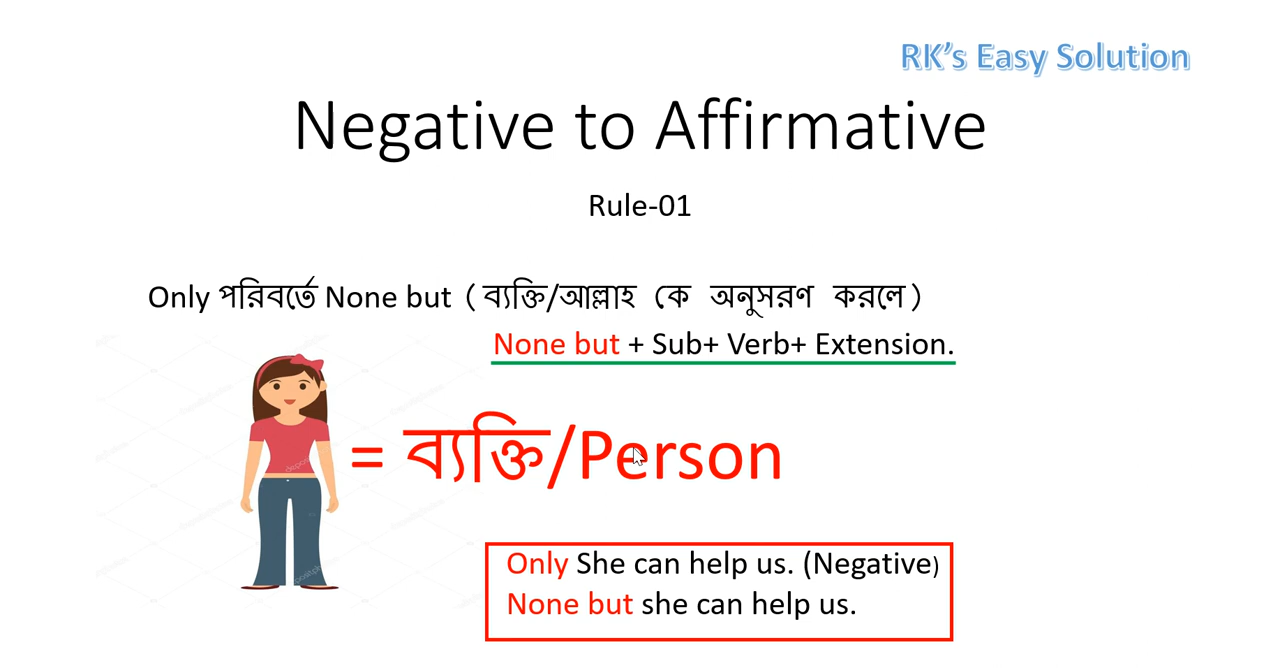 RK's Easy Solution
Negative to Affirmative
Rule-01
Only পরিবর্তে None but (ব্যক্তি/আল্লাহ কে অনুসরণ করলে)
None but + Sub+ Verb+ Extension.
= ব্যক্তি/Person
Only She can help us. (Negative)
None but she can help us.